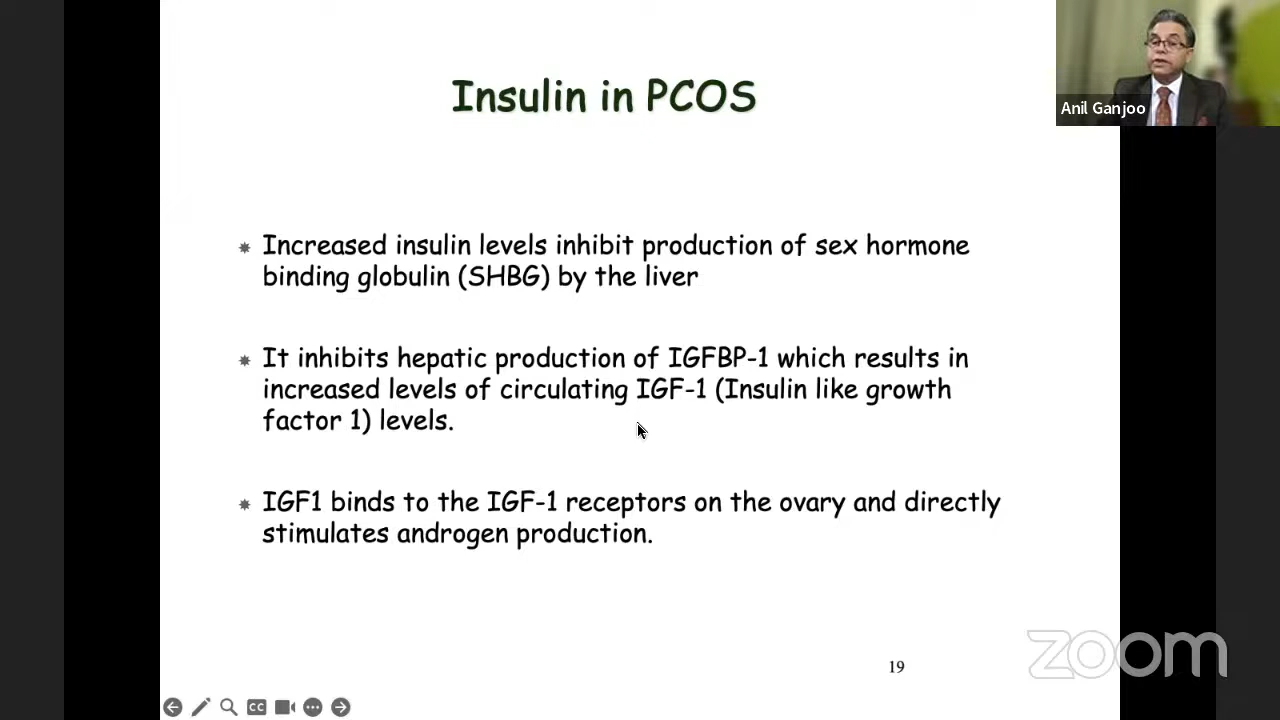 Insulin in PCOS
Anil Ganjoo
Increased insulin levels inhibit production of sex hormone
binding globulin (SHBG) by the liver
It inhibits hepatic production of IGFBP-1 which results in
increased levels of circulating IGF-1 (Insulin like growth
factor 1) levels.
IGF1 binds to the IGF-1 receptors on the ovary and directly
stimulates androgen production.
zoom
19
CC